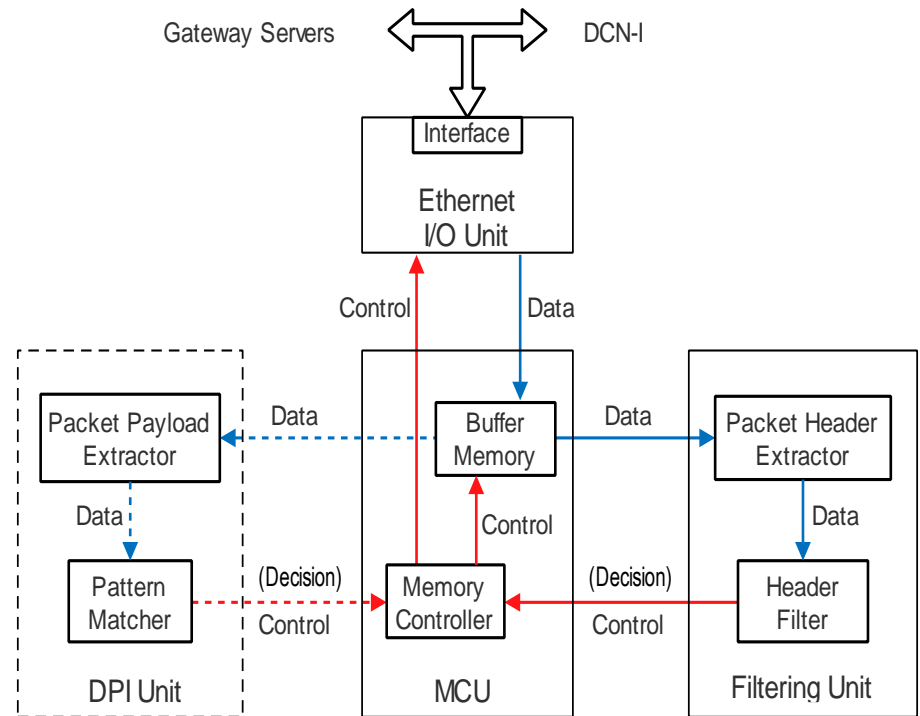 Gateway Servers
DCN-I
Interface
Ethernet
I/O Unit
Control
Data
Packet Payload
Extractor
Data
Buffer
Memory
Data
Packet Header
Extractor
Data
Control
Data
Pattern
Matcher
(Decision)
Control
Memory
Controller
(Decision)
Control
Header
Filter
DPI Unit
MCU
Filtering Unit